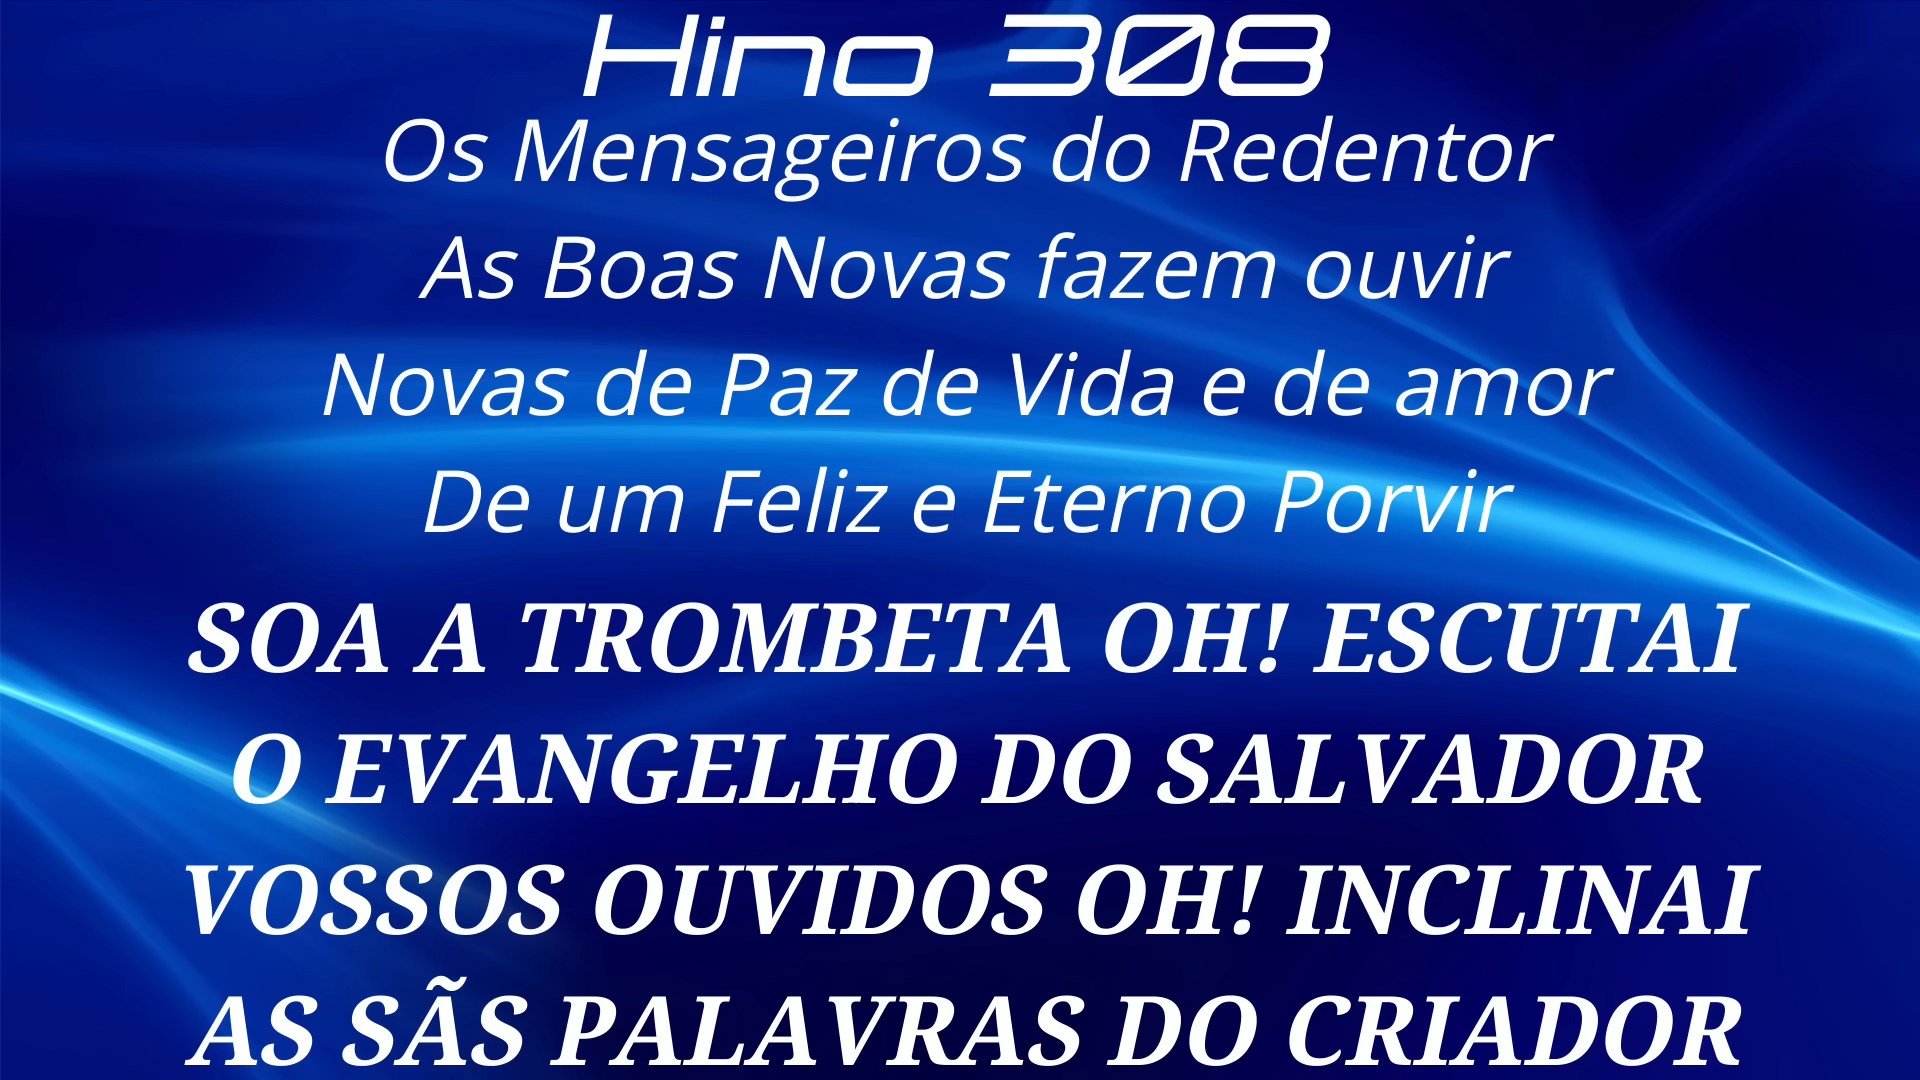 Hino 308
Os Mensageiros do Redentor
As Boas Novas fazem ouvir
Novas de Paz de Vida e de amor
De um Feliz e Eterno Porvir
SOA A TROMBETA OH! ESCUTAI
O EVANGELHO DO SALVADOR
VOSSOS OUVIDOS OH! INCLINAI
AS SÃS PALAVRAS DO CRIADOR